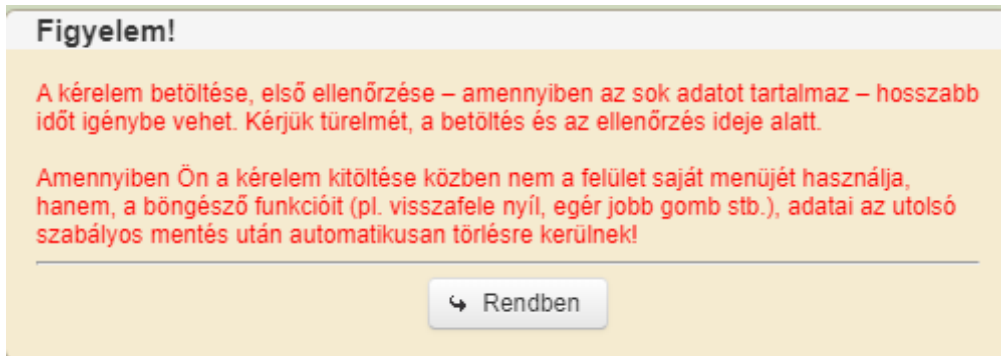 Figyelem!
A kérelem betöltése, első ellenőrzése – amennyiben az sok adatot tartalmaz – hosszabb
időt igénybe vehet. Kérjük türelmét, a betöltés és az ellenőrzés ideje alatt.
Amennyiben Ön a kérelem kitöltése közben nem a felület saját menüjét használja,
hanem, a böngésző funkcióit (pl. visszafele nyíl, egér jobb gomb stb.), adatai az utolsó
szabályos mentés után automatikusan törlésre kerülnek!
Rendben